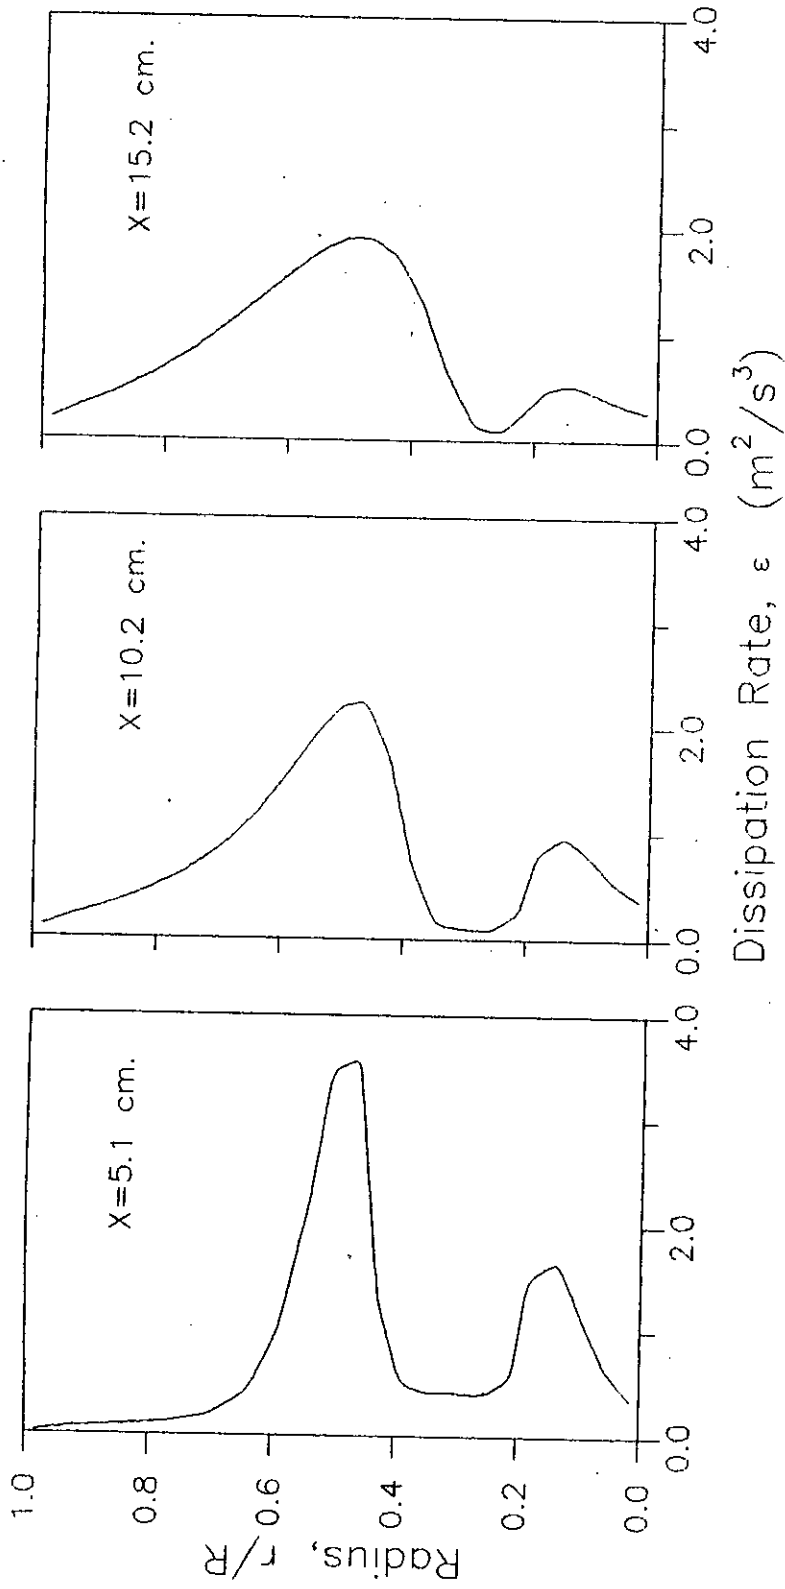 X=5.1 cm.
X=10.2 cm.
X=15.2 cm.
1.0
0.8
0.6
0.4
0.2
0.0
Radius, r/R
0.0 2.0 4.0
0.0 2.0 4.0
0.0 2.0 4.0
Dissipation Rate, ε (m²/s³)